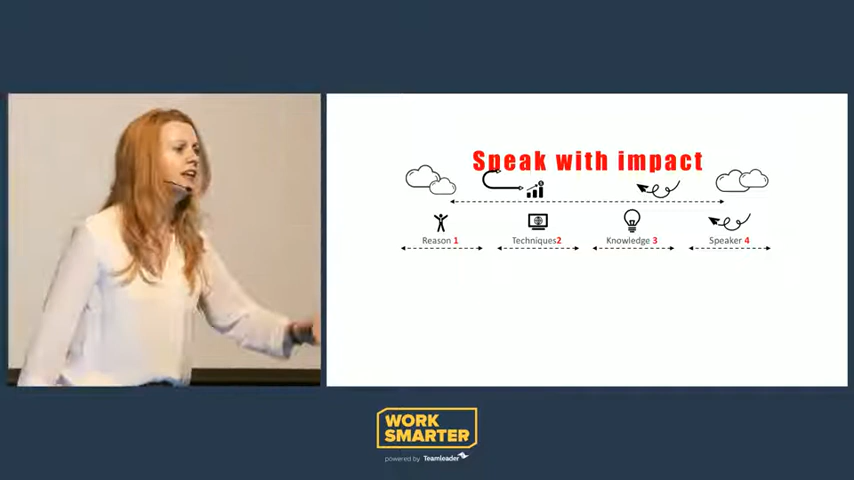 Speak with impact
Reason 1
Techniques2
Knowledge 3
Speaker 4
WORK
SMARTER
powered by Teamleader